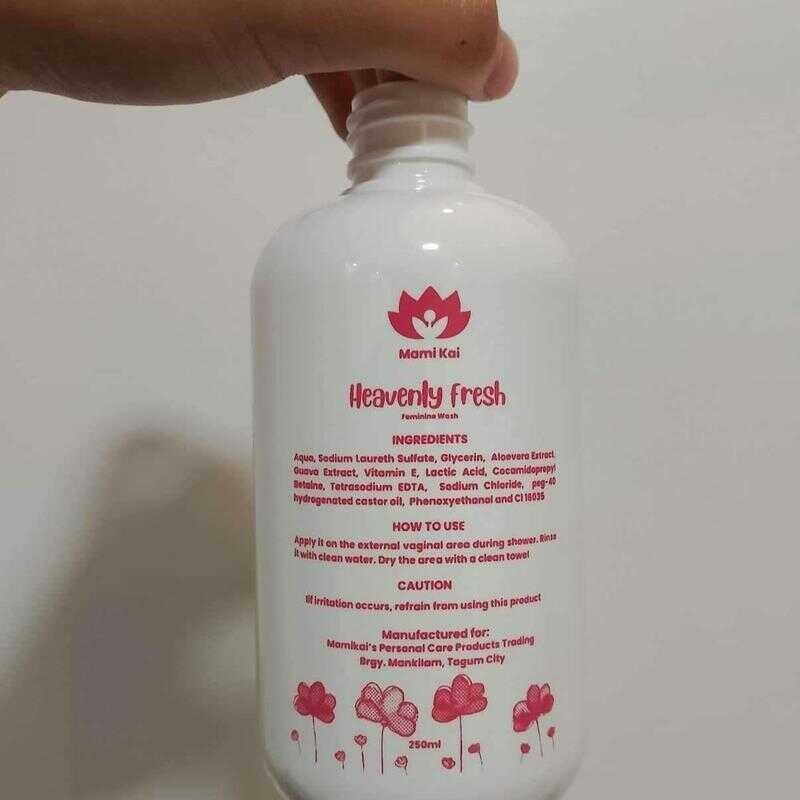 Mami Kai
Heavenly fresh
Feminine Wash
INGREDIENTS
Aqua, Sodium Laureth Sulfate, Glycerin, Aloevera Extract,
Guava Extract, Vitamin E, Lactic Acid, Cocamidopropyl
Betaine, Tetrasodium EDTA, Sodium Chloride, peg-40
hydrogenated castor oil, Phenoxyethanol and CI 16035
HOW TO USE
Apply it on the external vaginal area during shower. Rinse
it with clean water. Dry the area with a clean towel
CAUTION
Iif irritation occurs, refrain from using this product
Manufactured for:
Mamikai's Personal Care Products Trading
Brgy. Mankilam, Tagum City
250ml